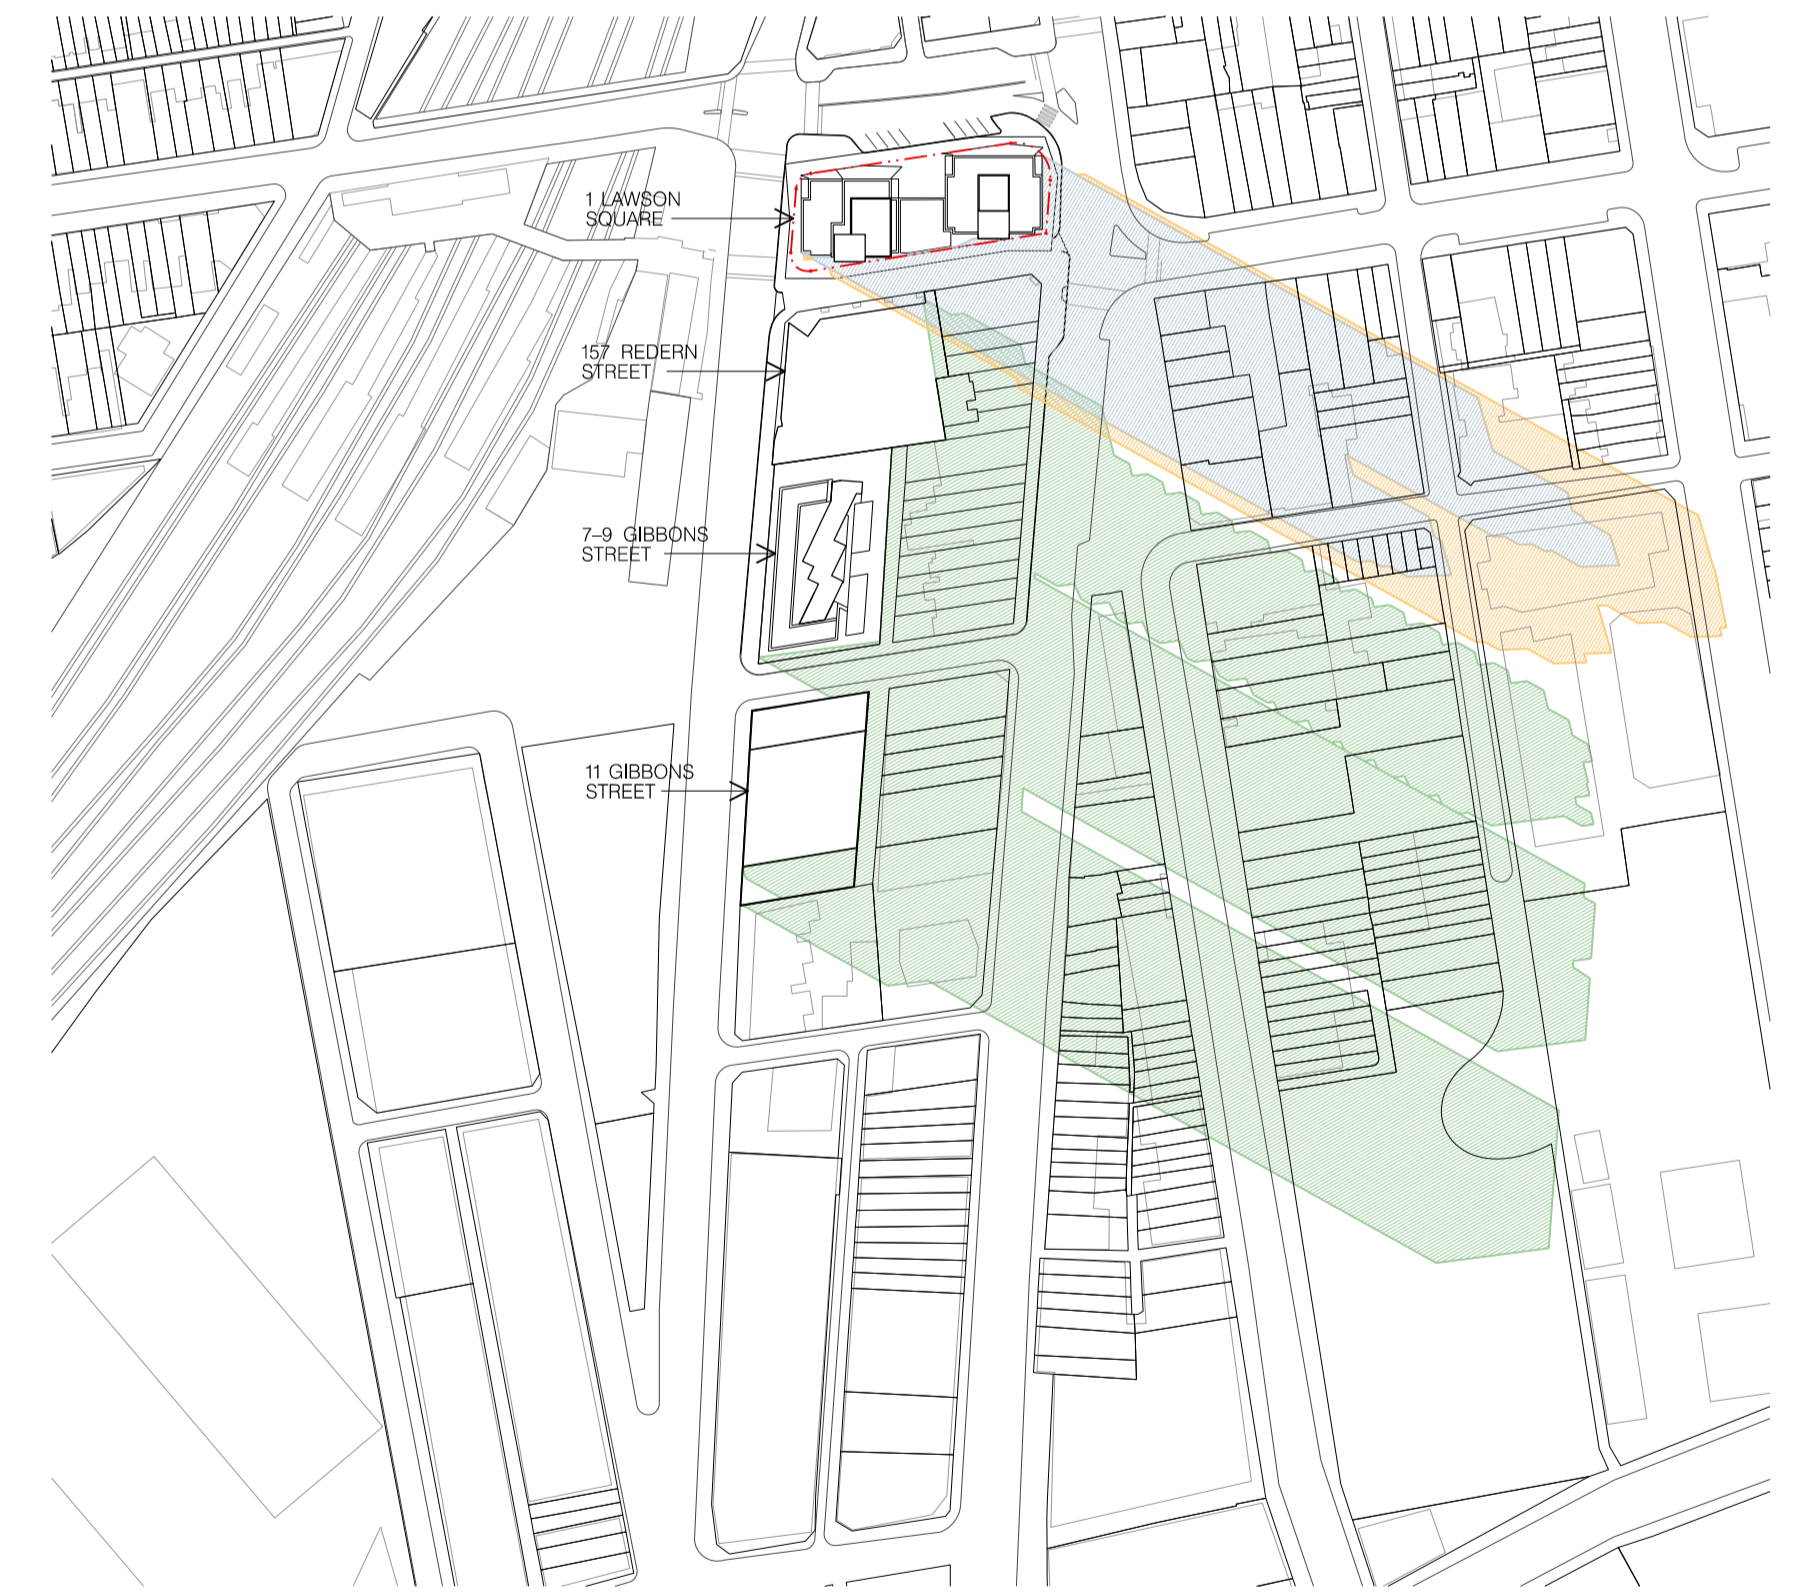 1 LAWSON
SQUARE
157 REDERN
STREET
7–9 GIBBONS
STREET
11 GIBBONS
STREET